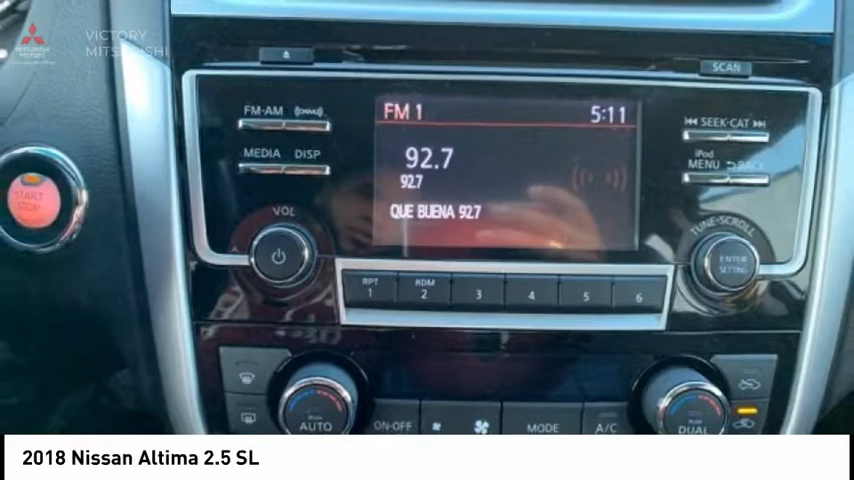 MITSUBISHI
MOTORS
VICTORY
MITSUBISHI
SCAN
FM·AM
MEDIA DISP
FM 1 5:11
92.7
92.7
QUE BUENA 92.7
SEEK·CAT
iPod
MENU BACK
START
STOP
VOL
TUNE·SCROLL
ENTER
SETTING
RPT RDM
1 2 3 4 5 6
AUTO
ON·OFF
MODE
A/C
DUAL
2018 Nissan Altima 2.5 SL